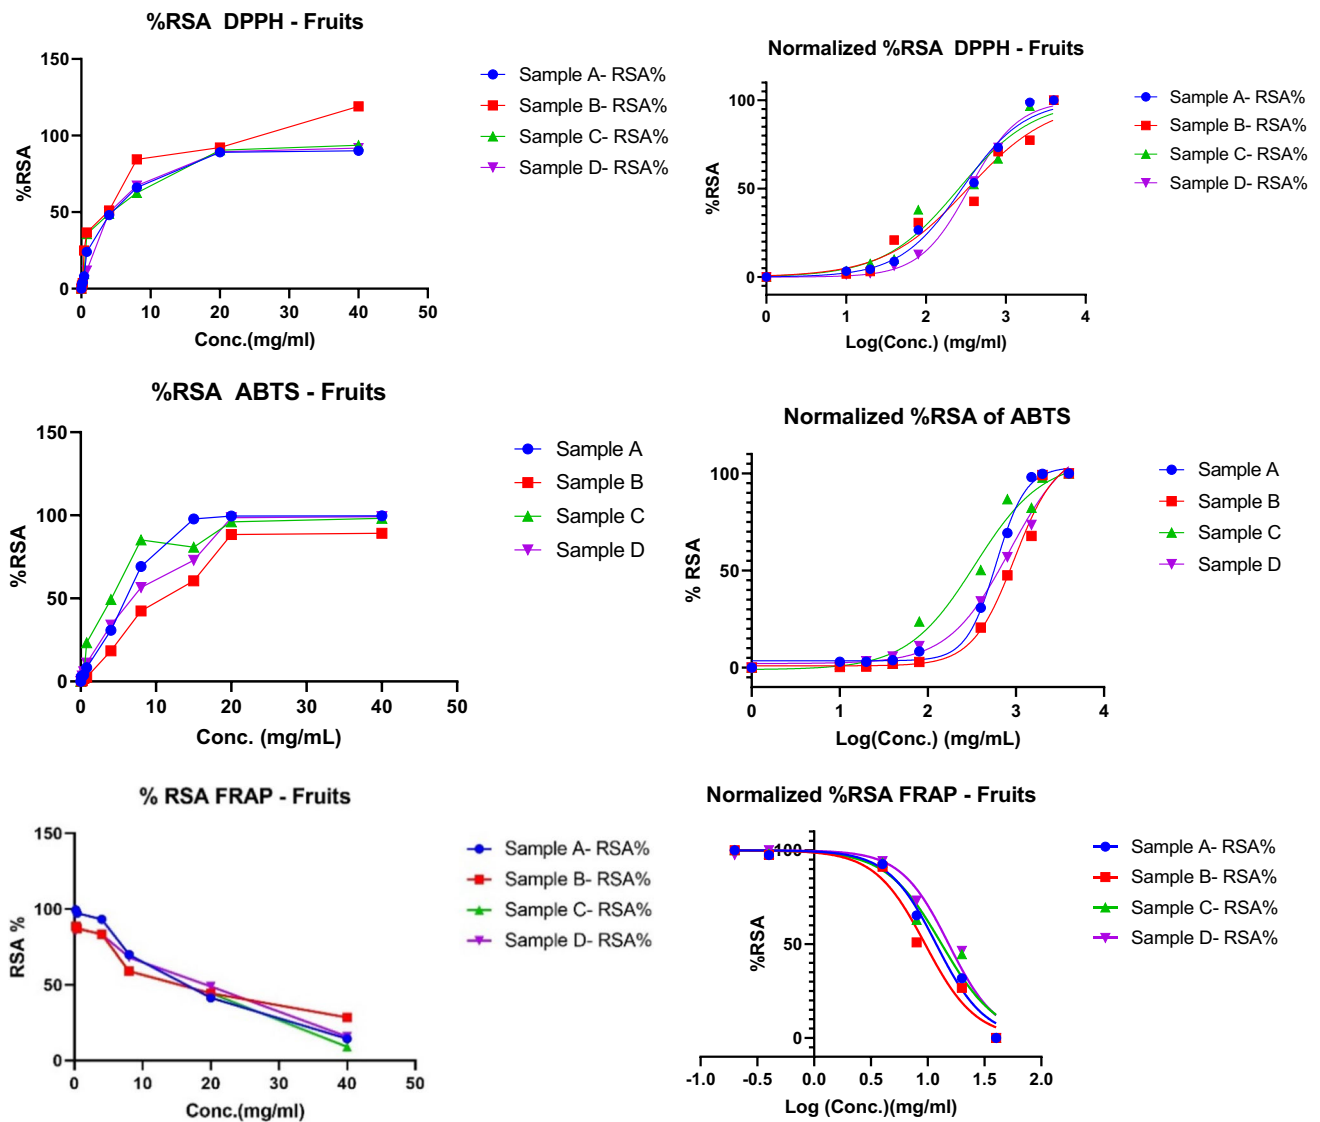 %RSA DPPH - Fruits
150
100
50
0
%RSA
0 10 20 30 40 50
Conc.(mg/ml)
Sample A- RSA%
Sample B- RSA%
Sample C- RSA%
Sample D- RSA%
Normalized %RSA DPPH - Fruits
100
50
0
%RSA
0 1 2 3 4
Log(Conc.) (mg/ml)
Sample A- RSA%
Sample B- RSA%
Sample C- RSA%
Sample D- RSA%
%RSA ABTS - Fruits
150
100
50
0
%RSA
0 10 20 30 40 50
Conc. (mg/mL)
Sample A
Sample B
Sample C
Sample D
Normalized %RSA of ABTS
100
50
0
% RSA
0 1 2 3 4
Log(Conc.) (mg/mL)
Sample A
Sample B
Sample C
Sample D
% RSA FRAP - Fruits
150
100
50
0
RSA %
0 10 20 30 40 50
Conc.(mg/ml)
Sample A- RSA%
Sample B- RSA%
Sample C- RSA%
Sample D- RSA%
Normalized %RSA FRAP - Fruits
100
50
0
%RSA
-1.0 -0.5 0.0 0.5 1.0 1.5 2.0
Log (Conc.)(mg/ml)
Sample A- RSA%
Sample B- RSA%
Sample C- RSA%
Sample D- RSA%